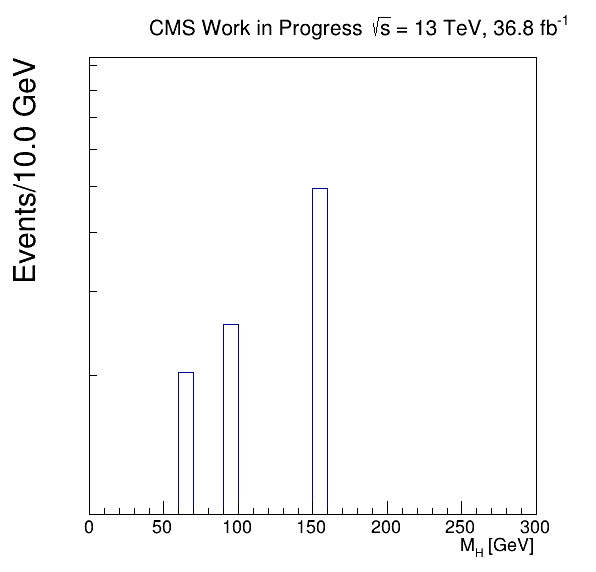 CMS Work in Progress √s = 13 TeV, 36.8 fb⁻¹
Events/10.0 GeV
0 50 100 150 200 250 300
M_H [GeV]